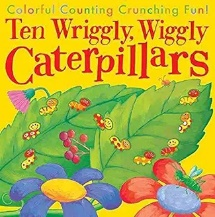 Colorful Counting Crunching Fun!
Ten Wriggly, Wiggly
Caterpillars